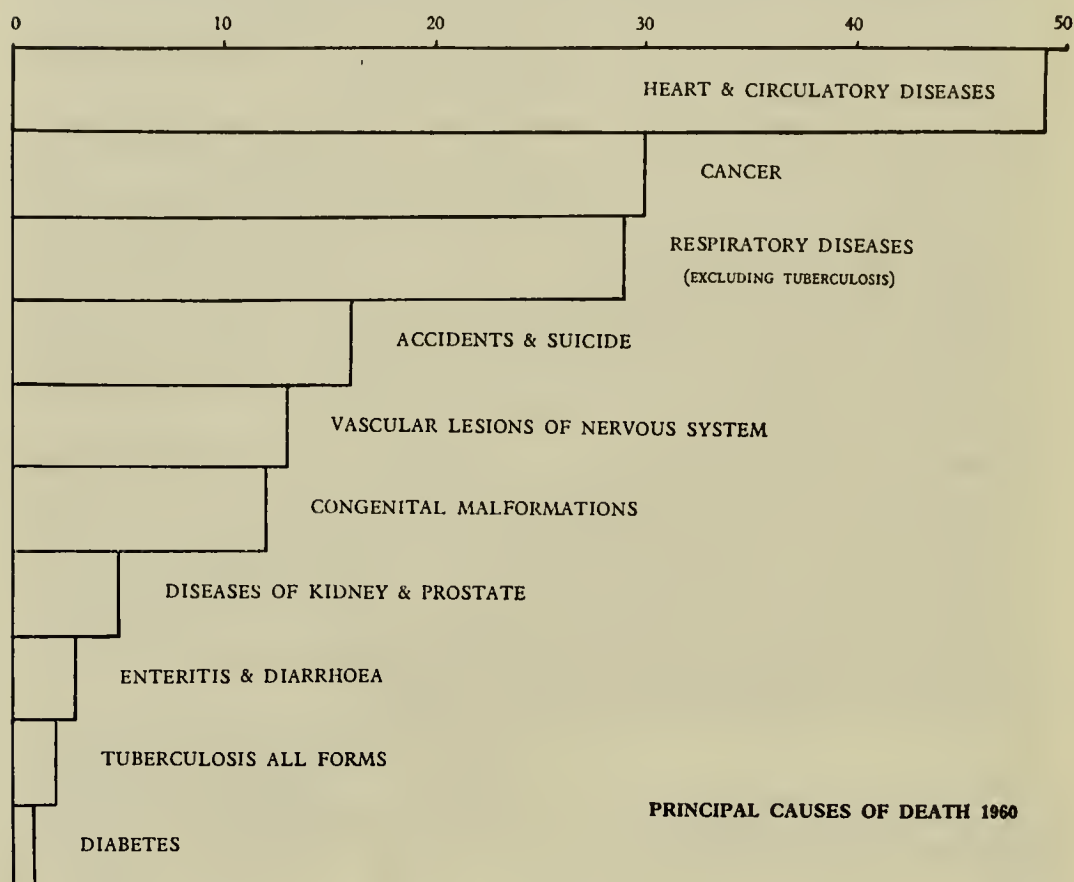 0 10 20 30 40 50
HEART & CIRCULATORY DISEASES
CANCER
RESPIRATORY DISEASES
(EXCLUDING TUBERCULOSIS)
ACCIDENTS & SUICIDE
VASCULAR LESIONS OF NERVOUS SYSTEM
CONGENITAL MALFORMATIONS
DISEASES OF KIDNEY & PROSTATE
ENTERITIS & DIARRHOEA
TUBERCULOSIS ALL FORMS
PRINCIPAL CAUSES OF DEATH 1960
DIABETES